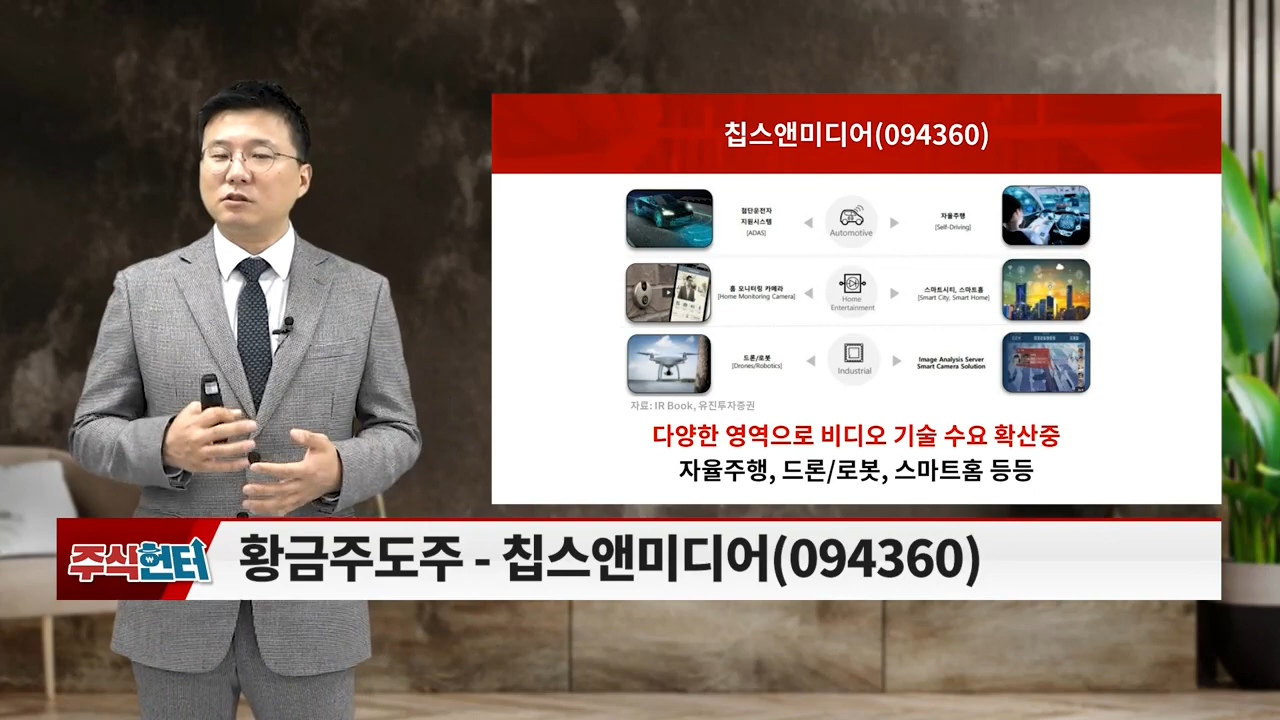 칩스앤미디어(094360)
첨단운전자
지원시스템
[ADAS]
Automotive
자율주행
[Self-Driving]
홈 모니터링 카메라
[Home Monitoring Camera]
Home
Entertainment
스마트시티, 스마트홈
[Smart City, Smart Home]
드론/로봇
[Drones/Robotics]
Industrial
Image Analysis Server
Smart Camera Solution
자료: IR Book, 유진투자증권
다양한 영역으로 비디오 기술 수요 확산중
자율주행, 드론/로봇, 스마트홈 등등
주식헌터
황금주도주 - 칩스앤미디어(094360)